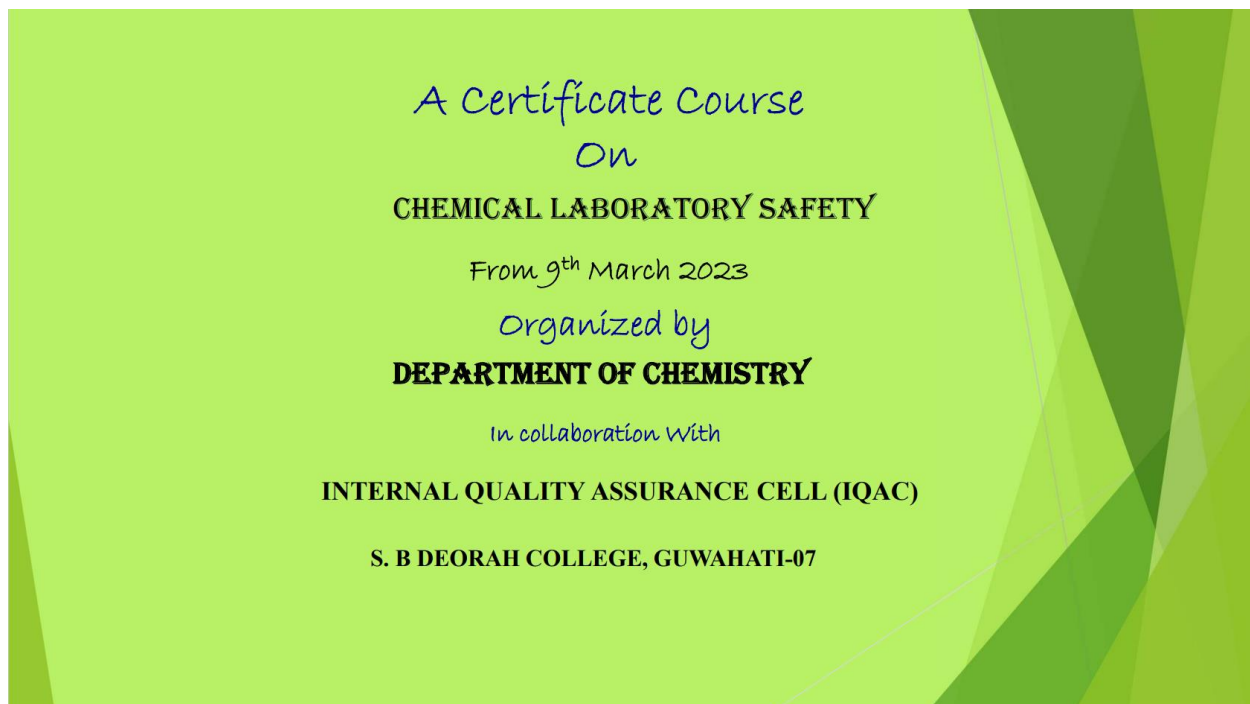 A Certificate Course
On
CHEMICAL LABORATORY SAFETY
From 9th March 2023
Organized by
DEPARTMENT OF CHEMISTRY
In collaboration With
INTERNAL QUALITY ASSURANCE CELL (IQAC)
S. B DEORAH COLLEGE, GUWAHATI-07